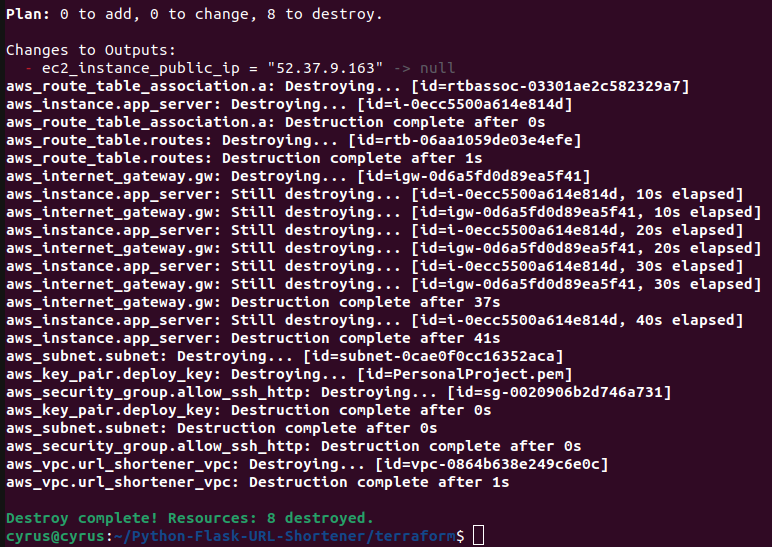 Plan: 0 to add, 0 to change, 8 to destroy.
Changes to Outputs:
- ec2_instance_public_ip = "52.37.9.163" -> null
aws_route_table_association.a: Destroying... [id=rtbassoc-03301ae2c582329a7]
aws_instance.app_server: Destroying... [id=i-0ecc5500a614e814d]
aws_route_table_association.a: Destruction complete after 0s
aws_route_table.routes: Destroying... [id=rtb-06aa1059de03e4efe]
aws_route_table.routes: Destruction complete after 1s
aws_internet_gateway.gw: Destroying... [id=igw-0d6a5fd0d89ea5f41]
aws_instance.app_server: Still destroying... [id=i-0ecc5500a614e814d, 10s elapsed]
aws_internet_gateway.gw: Still destroying... [id=igw-0d6a5fd0d89ea5f41, 10s elapsed]
aws_instance.app_server: Still destroying... [id=i-0ecc5500a614e814d, 20s elapsed]
aws_internet_gateway.gw: Still destroying... [id=igw-0d6a5fd0d89ea5f41, 20s elapsed]
aws_instance.app_server: Still destroying... [id=i-0ecc5500a614e814d, 30s elapsed]
aws_internet_gateway.gw: Still destroying... [id=igw-0d6a5fd0d89ea5f41, 30s elapsed]
aws_internet_gateway.gw: Destruction complete after 37s
aws_instance.app_server: Still destroying... [id=i-0ecc5500a614e814d, 40s elapsed]
aws_instance.app_server: Destruction complete after 41s
aws_subnet.subnet: Destroying... [id=subnet-0cae0f0cc16352aca]
aws_key_pair.deploy_key: Destroying... [id=PersonalProject.pem]
aws_security_group.allow_ssh_http: Destroying... [id=sg-0020906b2d746a731]
aws_key_pair.deploy_key: Destruction complete after 0s
aws_subnet.subnet: Destruction complete after 0s
aws_security_group.allow_ssh_http: Destruction complete after 0s
aws_vpc.url_shortener_vpc: Destroying... [id=vpc-0864b638e249c6e0c]
aws_vpc.url_shortener_vpc: Destruction complete after 1s
Destroy complete! Resources: 8 destroyed.
cyrus@cyrus:~/Python-Flask-URL-Shortener/terraform$